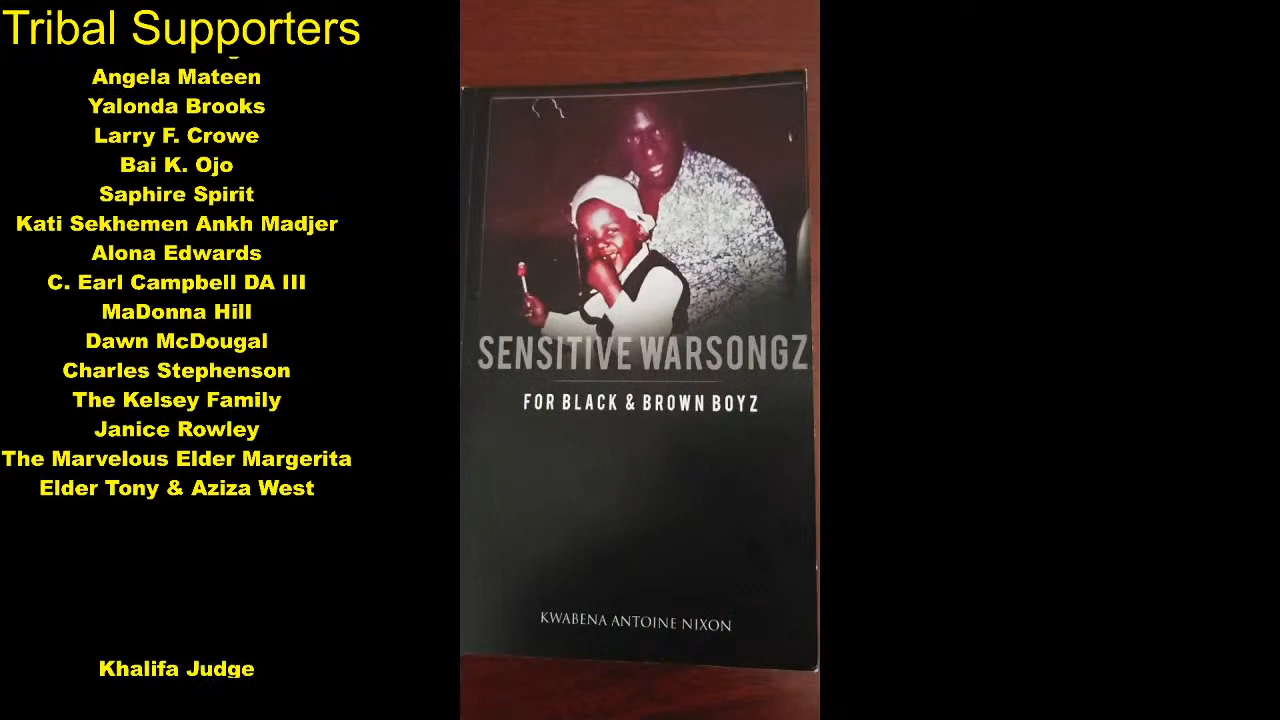 Tribal Supporters
Angela Mateen
Yalonda Brooks
Larry F. Crowe
Bai K. Ojo
Saphire Spirit
Kati Sekhemen Ankh Madjer
Alona Edwards
C. Earl Campbell DA III
MaDonna Hill
Dawn McDougal
Charles Stephenson
The Kelsey Family
Janice Rowley
The Marvelous Elder Margerita
Elder Tony & Aziza West
Khalifa Judge
SENSITIVE WARSONGZ
FOR BLACK & BROWN BOYZ
KWABENA ANTOINE NIXON